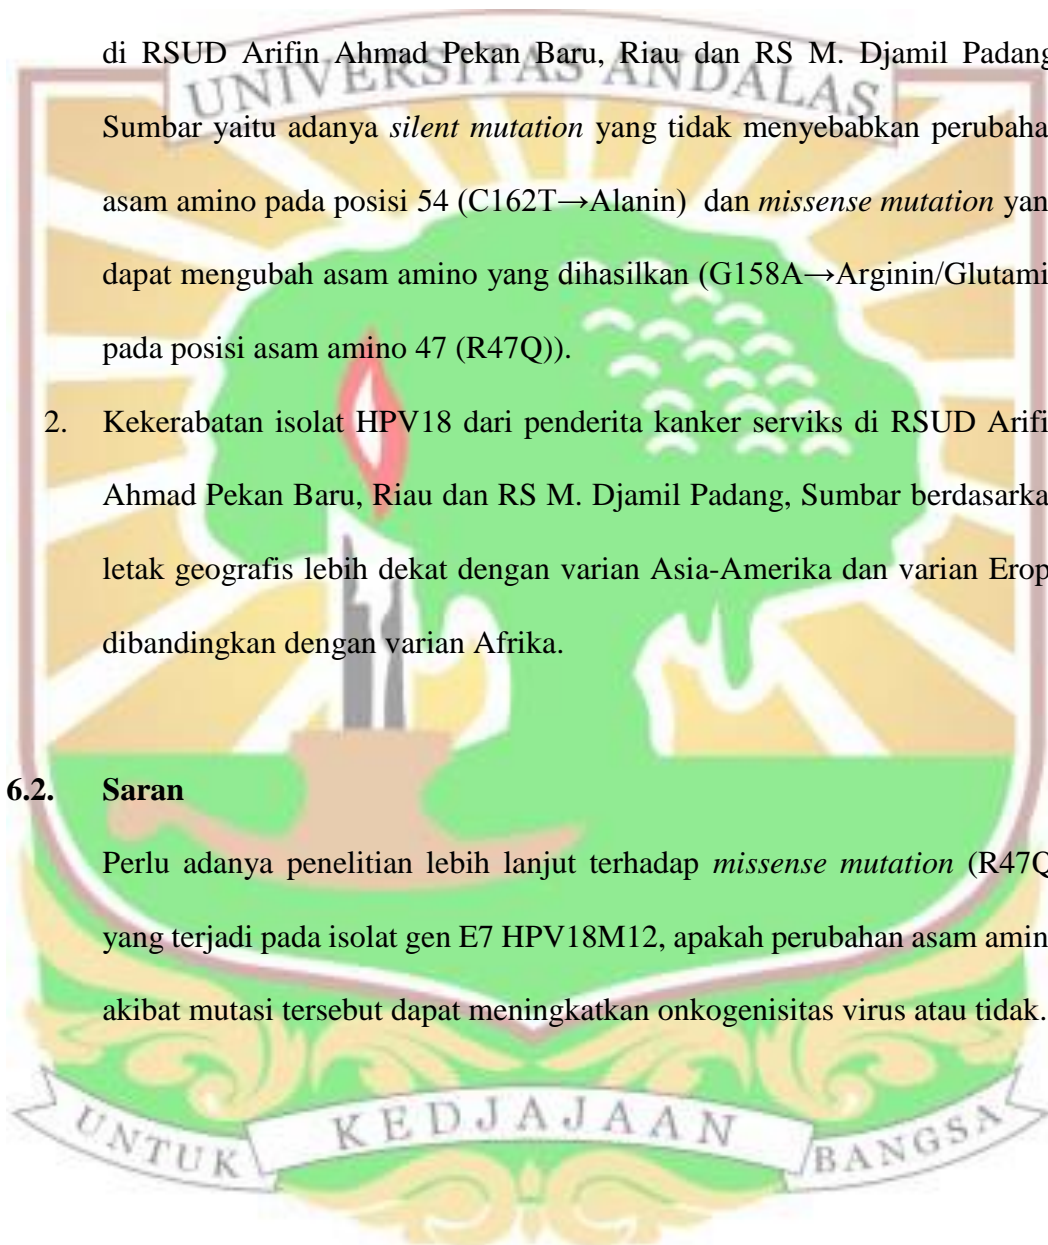 di RSUD Arifin Ahmad Pekan Baru, Riau dan RS M. Djamil Padang
UNIVERSITAS ANDALAS
Sumbar yaitu adanya silent mutation yang tidak menyebabkan perubaha
asam amino pada posisi 54 (C162T→Alanin) dan missense mutation yan
dapat mengubah asam amino yang dihasilkan (G158A→Arginin/Glutami
pada posisi asam amino 47 (R47Q)).
2. Kekerabatan isolat HPV18 dari penderita kanker serviks di RSUD Arifi
Ahmad Pekan Baru, Riau dan RS M. Djamil Padang, Sumbar berdasarka
letak geografis lebih dekat dengan varian Asia-Amerika dan varian Erop
dibandingkan dengan varian Afrika.
6.2. Saran
Perlu adanya penelitian lebih lanjut terhadap missense mutation (R47Q
yang terjadi pada isolat gen E7 HPV18M12, apakah perubahan asam amin
akibat mutasi tersebut dapat meningkatkan onkogenisitas virus atau tidak.
UNTUK KEDJAJAAN BANGSA